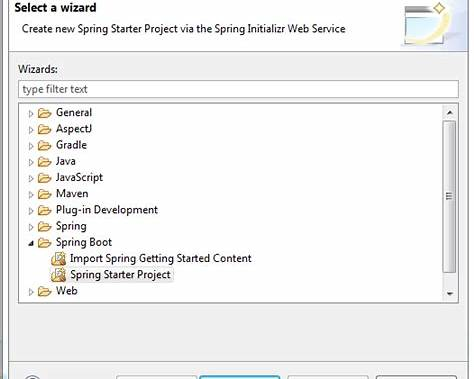 Select a wizard
Create new Spring Starter Project via the Spring Initializr Web Service
Wizards:
type filter text
General
AspectJ
Gradle
Java
JavaScript
Maven
Plug-in Development
Spring
Spring Boot
Import Spring Getting Started Content
Spring Starter Project
Web